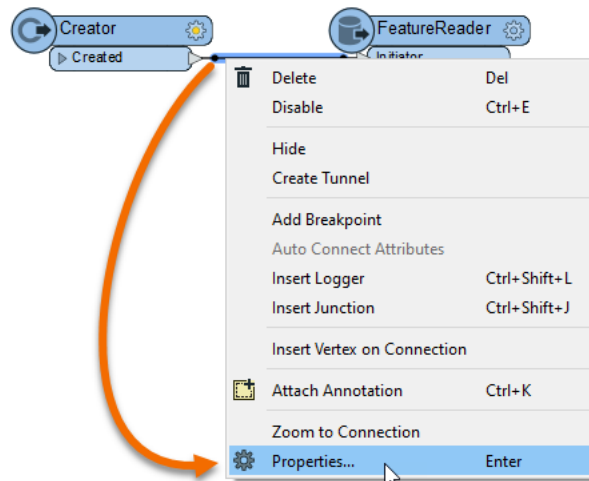 Creator
FeatureReader
Created
Initiator
Delete Del
Disable Ctrl+E
Hide
Create Tunnel
Add Breakpoint
Auto Connect Attributes
Insert Logger Ctrl+Shift+L
Insert Junction Ctrl+Shift+J
Insert Vertex on Connection
Attach Annotation Ctrl+K
Zoom to Connection
Properties... Enter